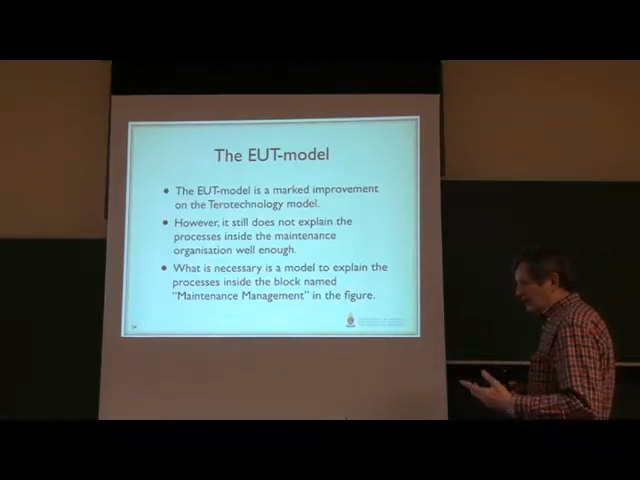 The EUT-model
• The EUT-model is a marked improvement
on the Terotechnology model.
• However, it still does not explain the
processes inside the maintenance
organisation well enough.
• What is necessary is a model to explain the
processes inside the block named
"Maintenance Management" in the figure.